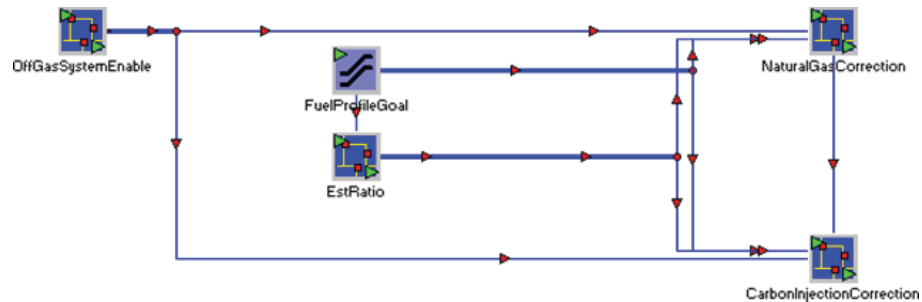 OffGasSystemEnable
NaturalGasCorrection
FuelProfileGoal
EstRatio
CarbonInjectionCorrection